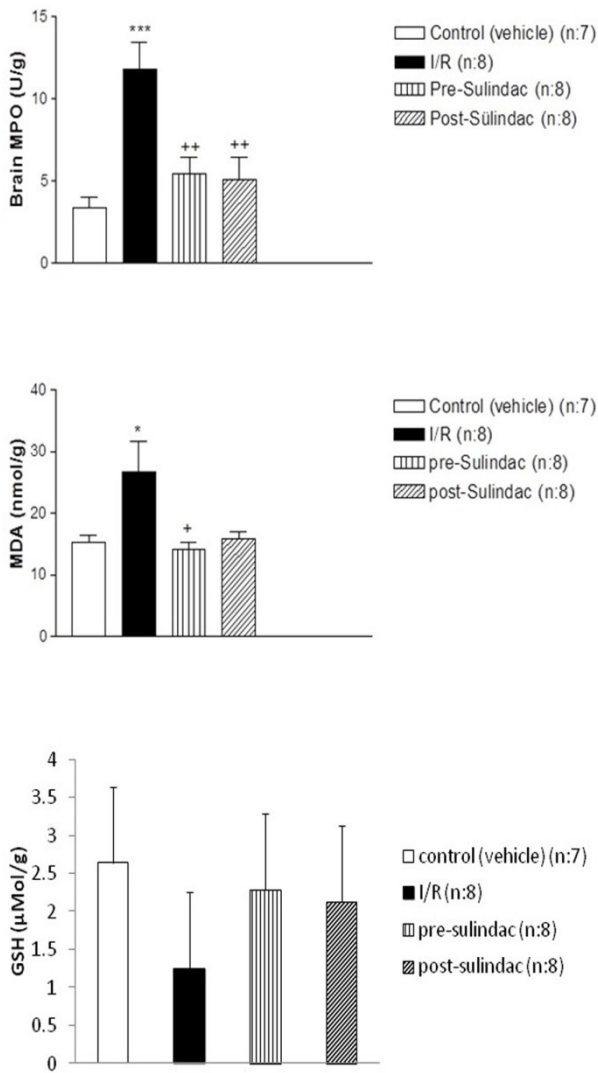 Brain MPO (U/g)
15
10
5
0
***
++
++
Control (vehicle) (n:7)
I/R (n:8)
Pre-Sulindac (n:8)
Post-Sülindac (n:8)
MDA (nmol/g)
40
30
20
10
0
*
+
Control (vehicle) (n:7)
I/R (n:8)
pre-Sulindac (n:8)
post-Sulindac (n:8)
GSH (µMol/g)
4
3.5
3
2.5
2
1.5
1
0.5
0
control (vehicle) (n:7)
I/R (n:8)
pre-sulindac (n:8)
post-sulindac (n:8)